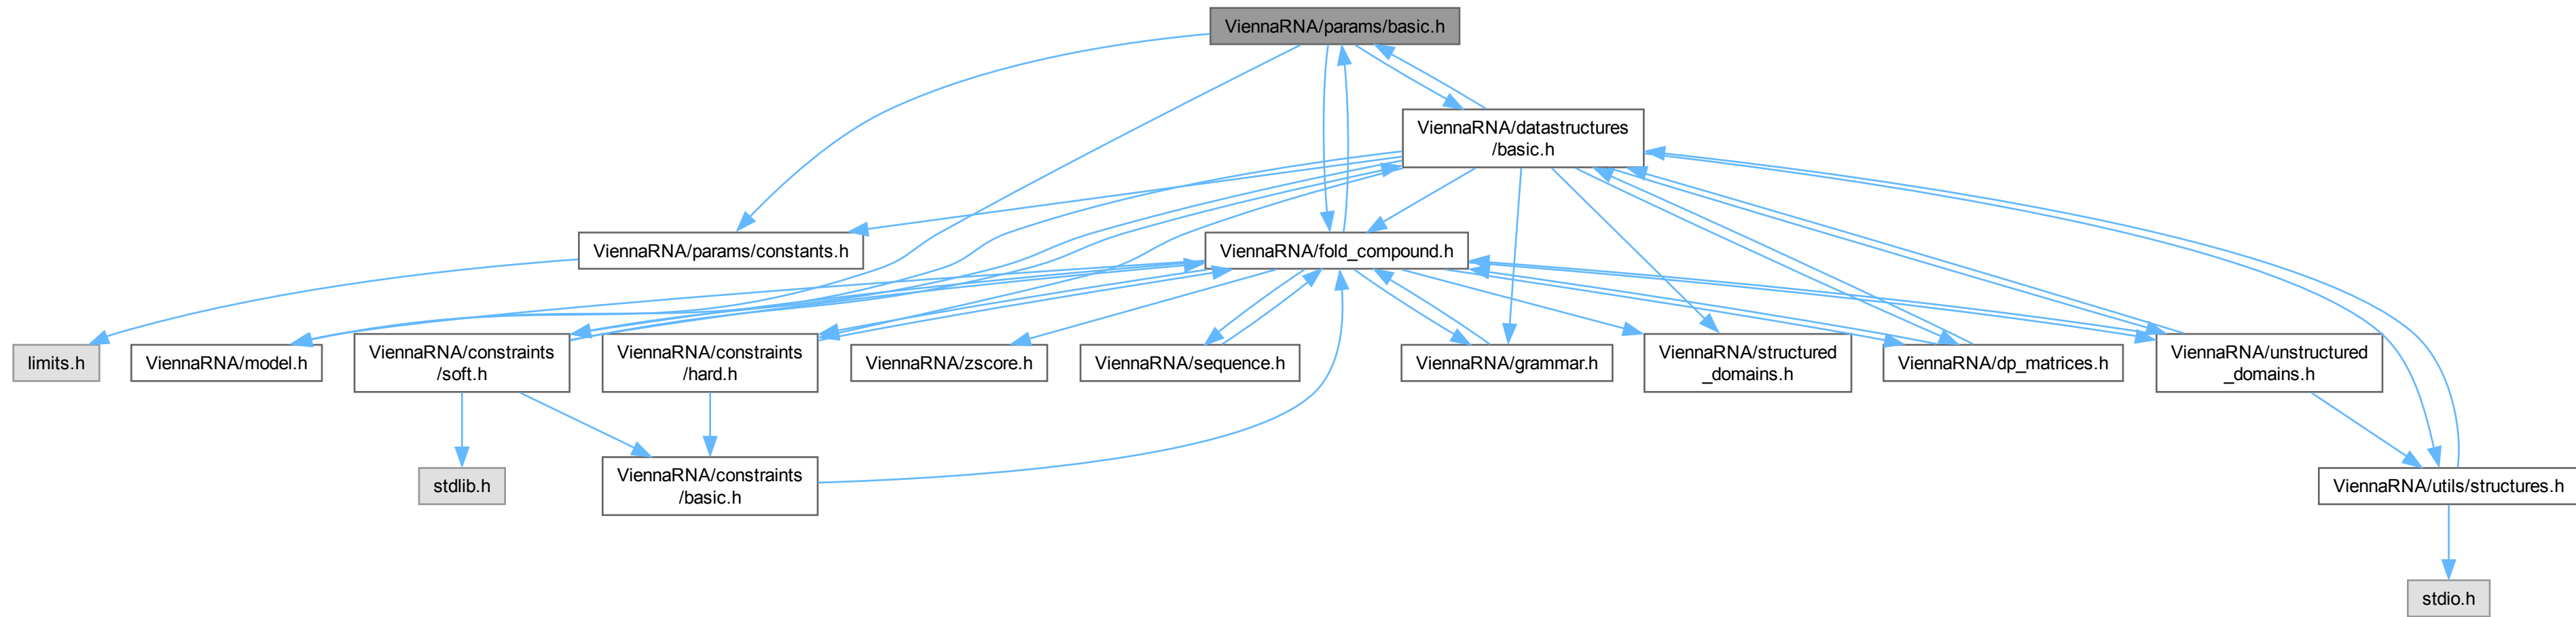 ViennaRNA/params/basic.h
ViennaRNA/datastructures
/basic.h
ViennaRNA/params/constants.h
ViennaRNA/fold_compound.h
limits.h
ViennaRNA/model.h
ViennaRNA/constraints
/soft.h
ViennaRNA/constraints
/hard.h
ViennaRNA/zscore.h
ViennaRNA/sequence.h
ViennaRNA/grammar.h
ViennaRNA/structured
_domains.h
ViennaRNA/dp_matrices.h
ViennaRNA/unstructured
_domains.h
stdlib.h
ViennaRNA/constraints
/basic.h
ViennaRNA/utils/structures.h
stdio.h